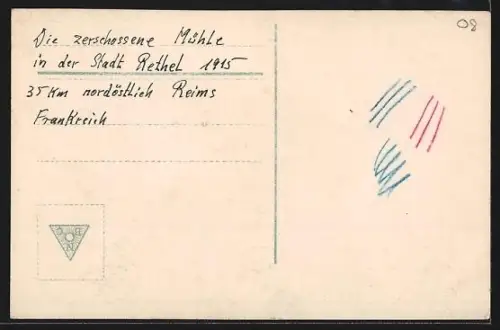 08
Die zerschossene Mühle
in der Stadt Rethel 1915
35 Km nordöstlich Reims
Frankreich